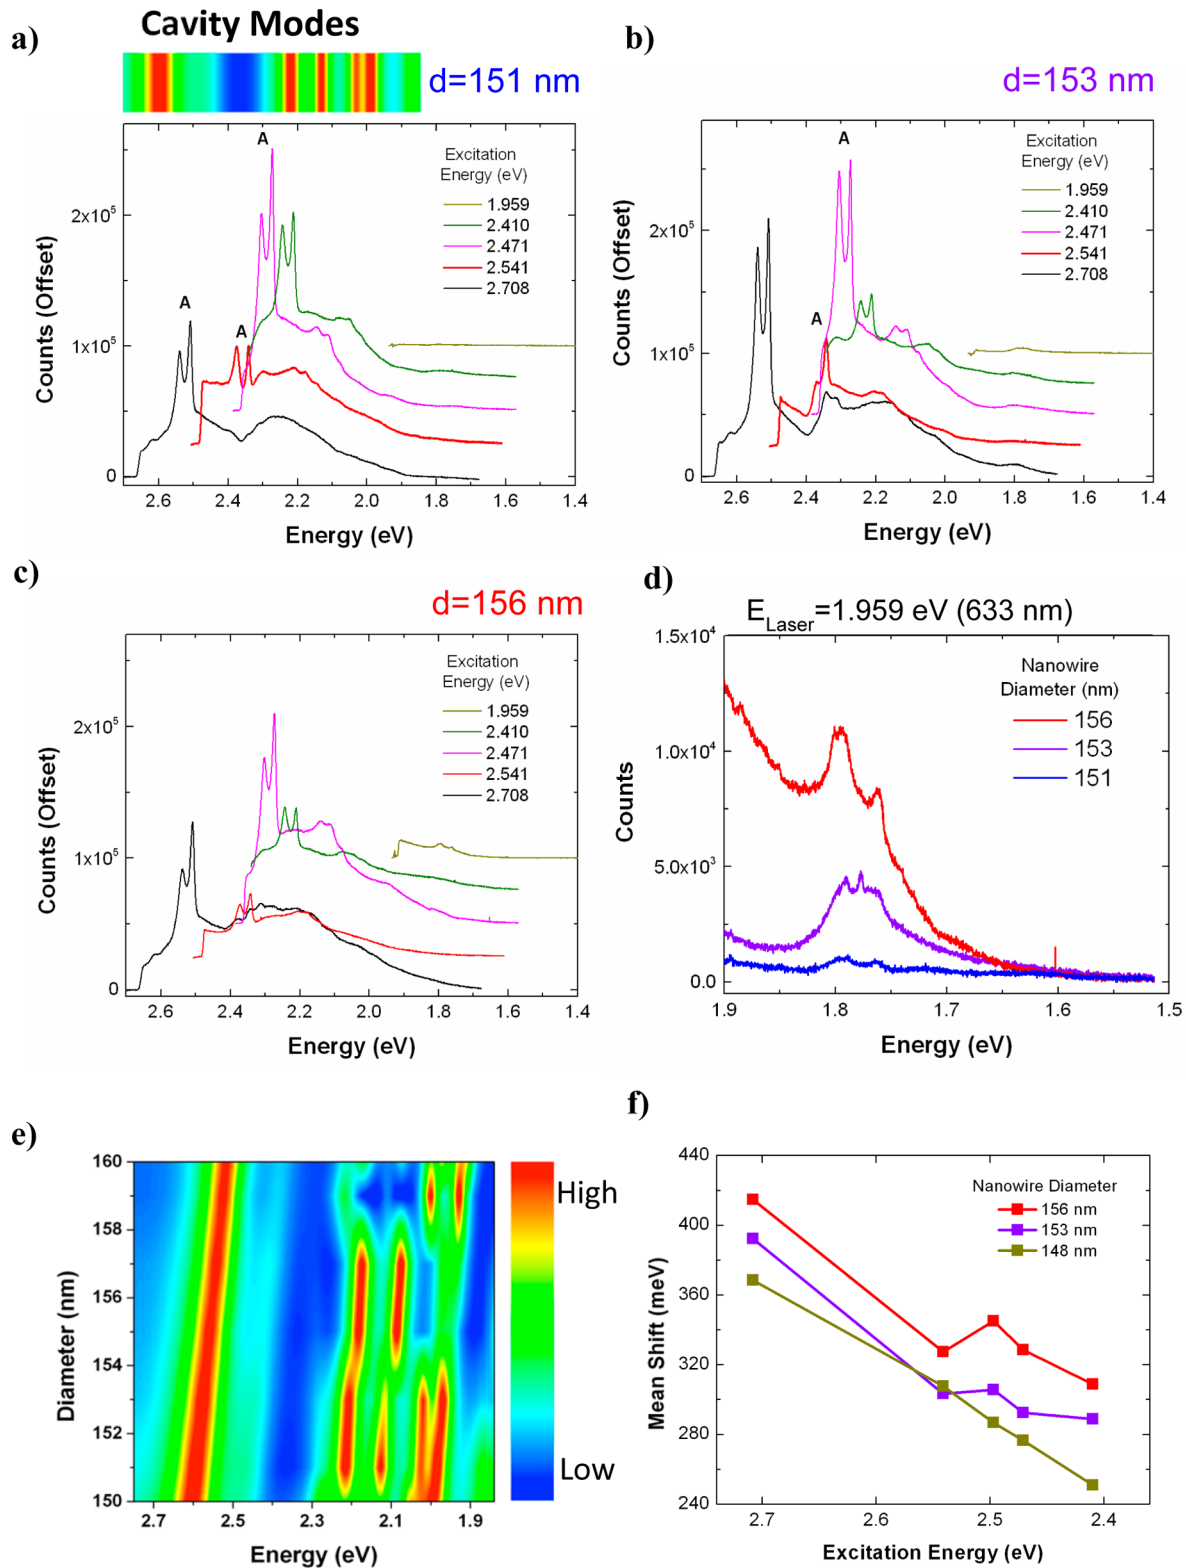 a)
Cavity Modes
d=151 nm
A
A
A
Excitation
Energy (eV)
1.959
2.410
2.471
2.541
2.708
Counts (Offset)
2x10⁵
1x10⁵
0
2.6 2.4 2.2 2.0 1.8 1.6 1.4
Energy (eV)
b)
d=153 nm
A
A
Excitation
Energy (eV)
1.959
2.410
2.471
2.541
2.708
Counts (Offset)
2x10⁵
1x10⁵
0
2.6 2.4 2.2 2.0 1.8 1.6 1.4
Energy (eV)
c)
d=156 nm
Excitation
Energy (eV)
1.959
2.410
2.471
2.541
2.708
Counts (Offset)
2x10⁵
1x10⁵
0
2.6 2.4 2.2 2.0 1.8 1.6 1.4
Energy (eV)
d)
E_Laser=1.959 eV (633 nm)
Nanowire
Diameter (nm)
156
153
151
Counts
1.5x10⁴
1.0x10⁴
5.0x10³
0.0
1.9 1.8 1.7 1.6 1.5
Energy (eV)
e)
High
Low
Diameter (nm)
160
158
156
154
152
150
2.7 2.5 2.3 2.1 1.9
Energy (eV)
f)
Nanowire Diameter
156 nm
153 nm
148 nm
Mean Shift (meV)
440
400
360
320
280
240
2.7 2.6 2.5 2.4
Excitation Energy (eV)